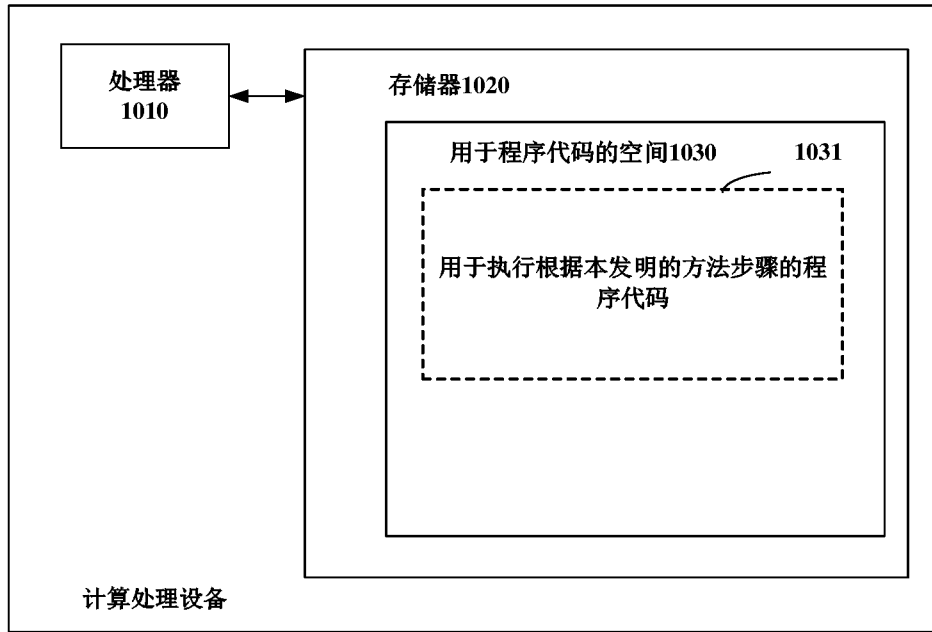 处理器
1010
存储器1020
用于程序代码的空间1030
1031
用于执行根据本发明的方法步骤的程
序代码
计算处理设备